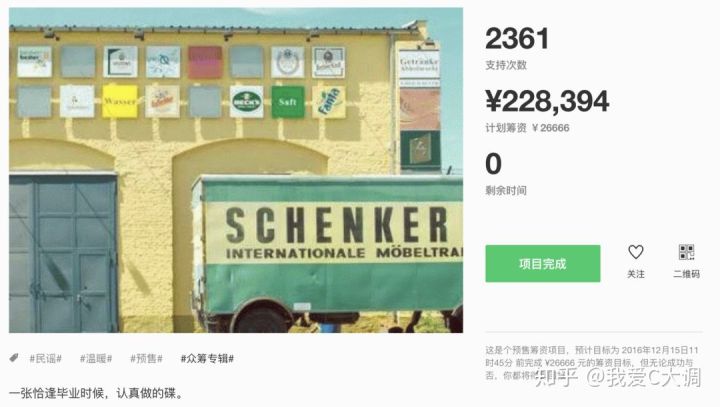 2361
支持次数
¥228,394
计划筹资 ¥ 26666
0
剩余时间
Getränke
Wasser
BECK'S
Saft
Fanta
SCHENKER
INTERNATIONALE MÖBELTRA
项目完成
关注
二维码
#民谣# #温暖# #预售# #众筹专辑#
一张恰逢毕业时候，认真做的碟。
这是个预售筹资项目，预计目标为 2016年12月15日11
时45分 前完成 ¥26666 元的筹资目标，但无论成功与
否，你都将得
知乎 @我爱C大调